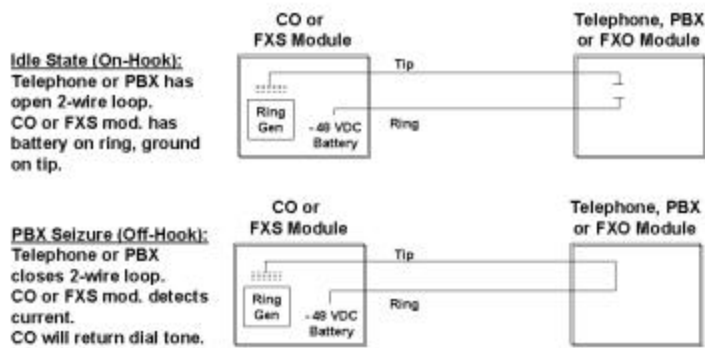 CO or
FXS Module
Telephone, PBX
or FXO Module
Idle State (On-Hook):
Telephone or PBX has
open 2-wire loop.
CO or FXS mod. has
battery on ring, ground
on tip.
Tip
Ring
Gen
-48 VDC
Battery
Ring
CO or
FXS Module
Telephone, PBX
or FXO Module
PBX Seizure (Off-Hook):
Telephone or PBX
closes 2-wire loop.
CO or FXS mod. detects
current.
CO will return dial tone.
Tip
Ring
Gen
-48 VDC
Battery
Ring